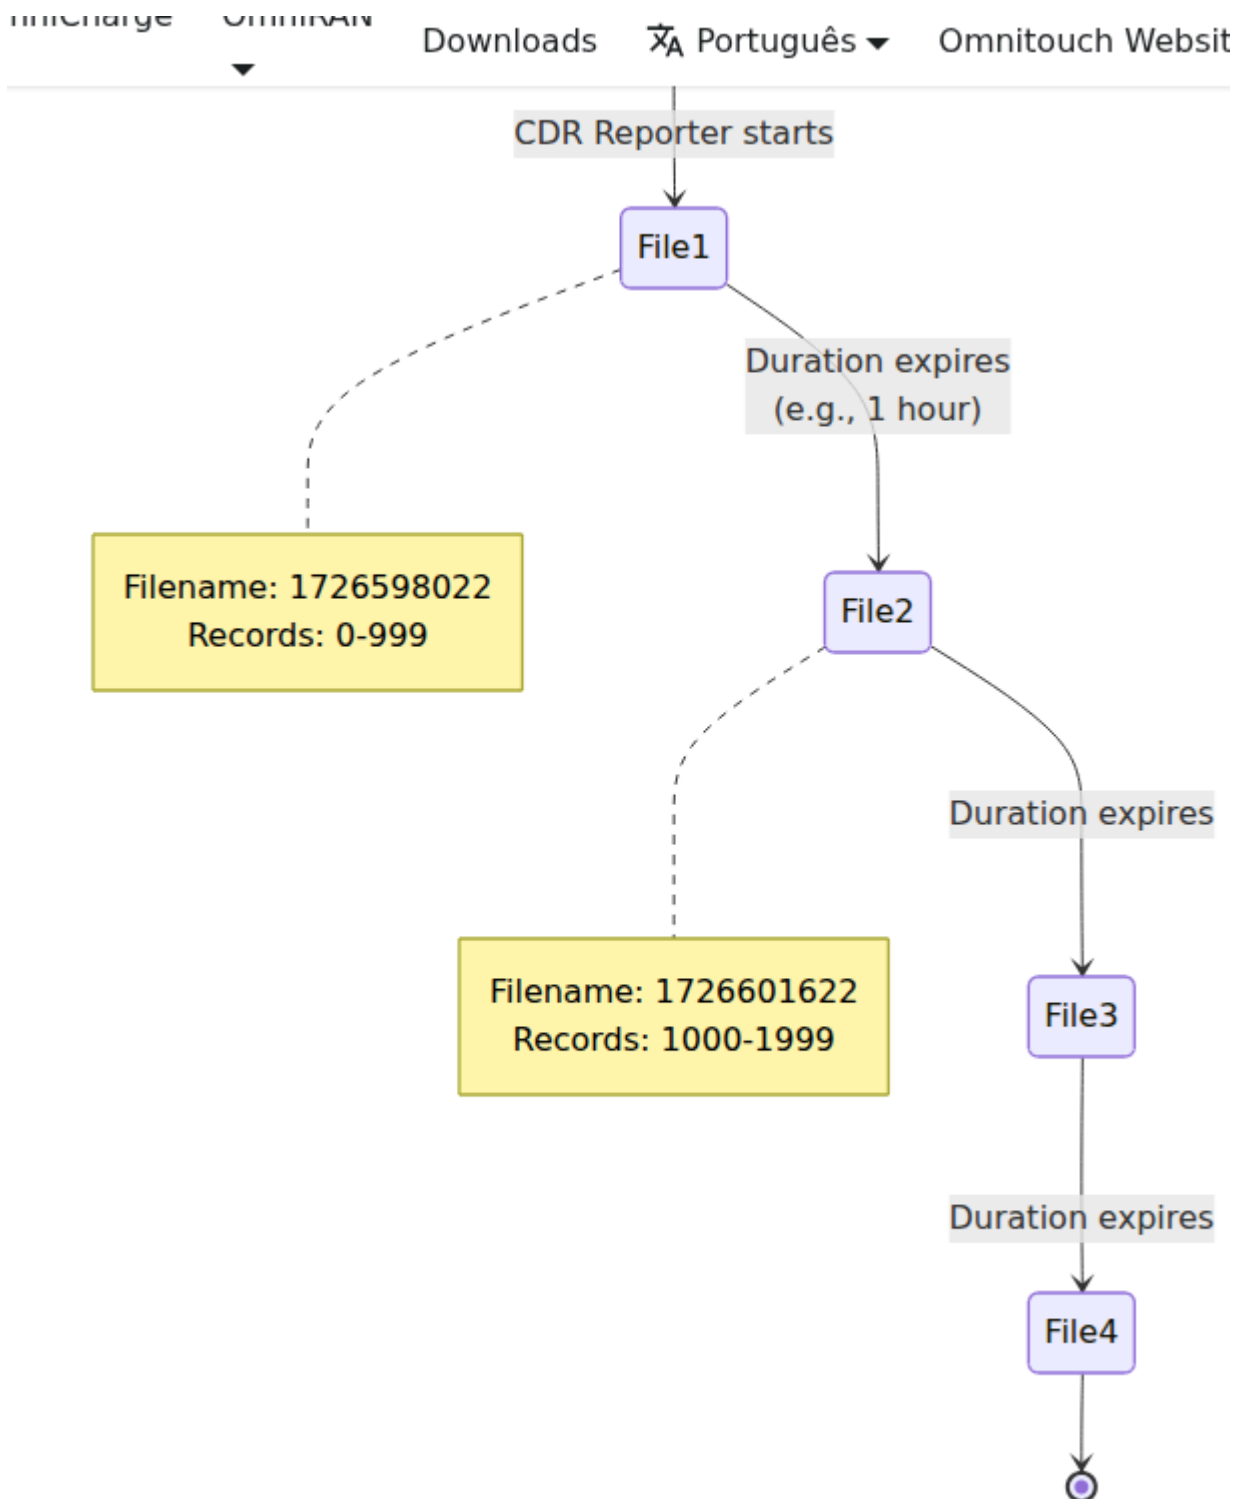 OmniRAN
Downloads
Português
Omnitouch Websit
CDR Reporter starts
File1
Duration expires
(e.g., 1 hour)
Filename: 1726598022
Records: 0-999
File2
Duration expires
Filename: 1726601622
Records: 1000-1999
File3
Duration expires
File4